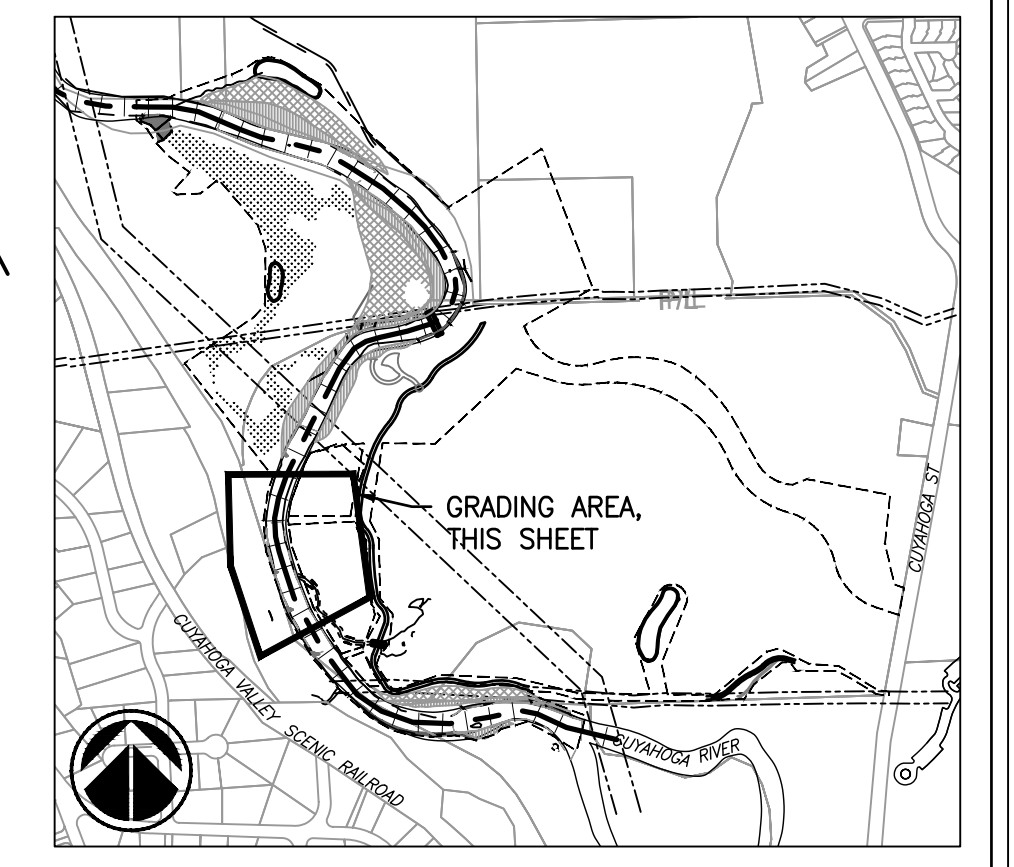 GRADING AREA,
THIS SHEET
CUYAHOGA ST
CUYAHOGA VALLEY SCENIC RAILROAD
CUYAHOGA RIVER